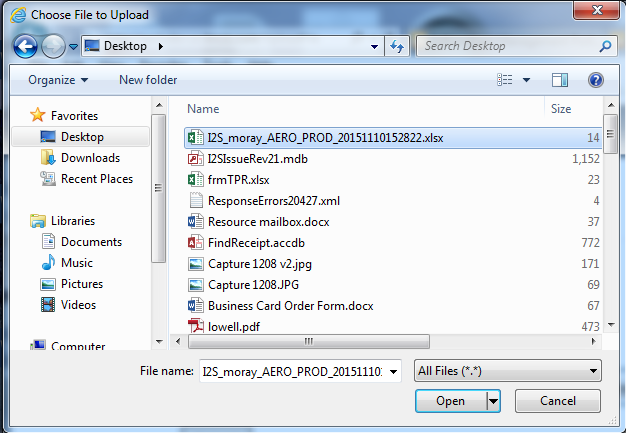 Choose File to Upload
Desktop
Search Desktop
Organize
New folder
Favorites
Desktop
Downloads
Recent Places
Libraries
Documents
Music
Pictures
Videos
Computer
Name Size
I2S_moray_AERO_PROD_20151110152822.xlsx 14
I2SIssueRev21.mdb 1,152
frmTPR.xlsx 23
ResponseErrors20427.xml 4
Resource mailbox.docx 37
FindReceipt.accdb 772
Capture 1208 v2.jpg 171
Capture 1208.JPG 69
Business Card Order Form.docx 67
lowell.pdf 473
File name: I2S_moray_AERO_PROD_2015111015 All Files (*.*)
Open Cancel